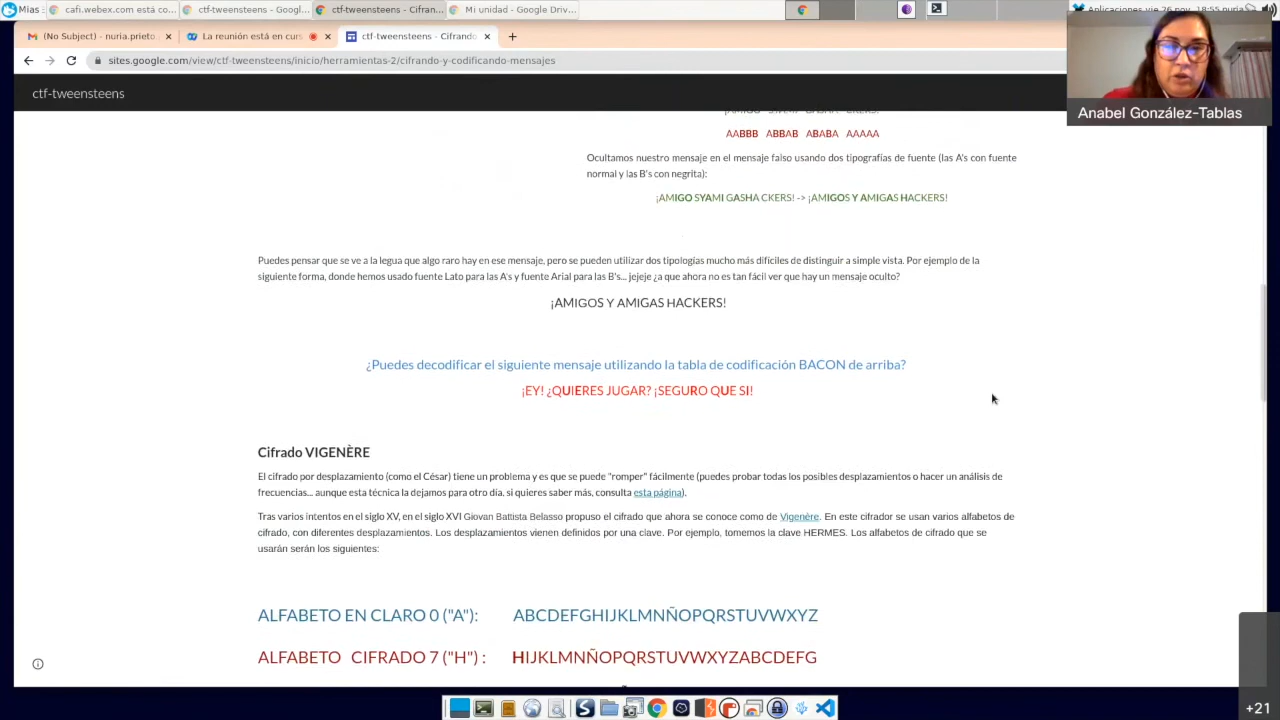 Mias
cafi.webex.com está co...
ctf-tweensteens - Googl...
ctf-tweensteens - Cifran...
Mi unidad - Google Driv...
Aplicaciones vie 26 nov, 18:55 nuria
(No Subject) - nuria.prieto.
La reunión está en curs
ctf-tweensteens - Cifrando
sites.google.com/view/ctf-tweensteens/inicio/herramientas-2/cifrando-y-codificando-mensajes
ctf-tweensteens
Anabel González-Tablas
AABBB ABBAB ABABA AAAAA
Ocultamos nuestro mensaje en el mensaje falso usando dos tipografías de fuente (las A's con fuente
normal y las B's con negrita):
¡AMIGO SYAMI GASHA CKERS! -> ¡AMIGOS Y AMIGAS HACKERS!
Puedes pensar que se ve a la legua que algo raro hay en ese mensaje, pero se pueden utilizar dos tipologías mucho más difíciles de distinguir a simple vista. Por ejemplo de la
siguiente forma, donde hemos usado fuente Lato para las A's y fuente Arial para las B's... jejeje ¿a que ahora no es tan fácil ver que hay un mensaje oculto?
¡AMIGOS Y AMIGAS HACKERS!
¿Puedes decodificar el siguiente mensaje utilizando la tabla de codificación BACON de arriba?
¡EY! ¿QUIERES JUGAR? ¡SEGURO QUE SI!
Cifrado VIGENÈRE
El cifrado por desplazamiento (como el César) tiene un problema y es que se puede "romper" fácilmente (puedes probar todas los posibles desplazamientos o hacer un análisis de
frecuencias... aunque esta técnica la dejamos para otro día, si quieres saber más, consulta esta página).
Tras varios intentos en el siglo XV, en el siglo XVI Giovan Battista Belasso propuso el cifrado que ahora se conoce como de Vigenère. En este cifrador se usan varios alfabetos de
cifrado, con diferentes desplazamientos. Los desplazamientos vienen definidos por una clave. Por ejemplo, tomemos la clave HERMES. Los alfabetos de cifrado que se
usarán serán los siguientes:
ALFABETO EN CLARO 0 ("A"): ABCDEFGHIJKLMNÑOPQRSTUVWXYZ
ALFABETO CIFRADO 7 ("H") : HIJKLMNÑOPQRSTUVWXYZABCDEFG
+21